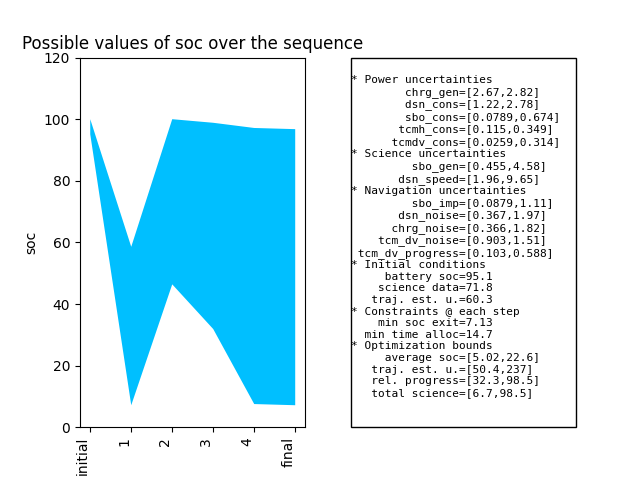 Possible values of soc over the sequence
120
100
80
60
40
20
0
soc
initial
1
2
3
4
final
* Power uncertainties
chrg_gen=[2.67,2.82]
dsn_cons=[1.22,2.78]
sbo_cons=[0.0789,0.674]
tcmh_cons=[0.115,0.349]
tcmdv_cons=[0.0259,0.314]
* Science uncertainties
sbo_gen=[0.455,4.58]
dsn_speed=[1.96,9.65]
* Navigation uncertainties
sbo_imp=[0.0879,1.11]
dsn_noise=[0.367,1.97]
chrg_noise=[0.366,1.82]
tcm_dv_noise=[0.903,1.51]
tcm_dv_progress=[0.103,0.588]
* Initial conditions
battery soc=95.1
science data=71.8
traj. est. u.=60.3
* Constraints @ each step
min soc exit=7.13
min time alloc=14.7
* Optimization bounds
average soc=[5.02,22.6]
traj. est. u.=[50.4,237]
rel. progress=[32.3,98.5]
total science=[6.7,98.5]